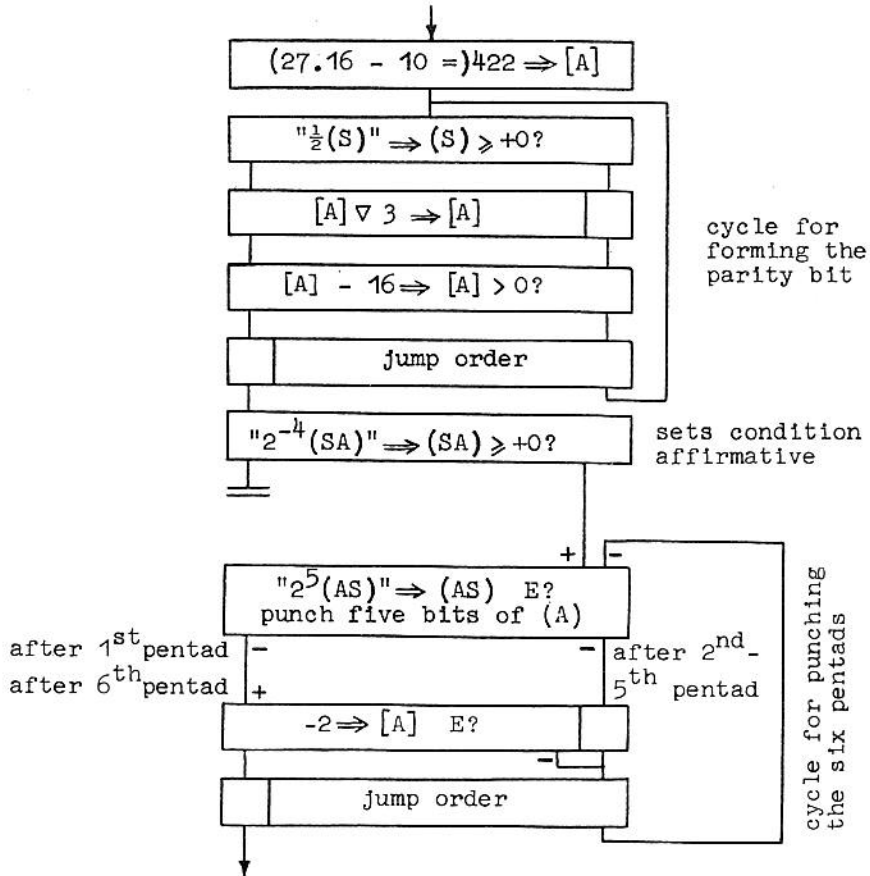 (27.16 - 10 =)422 ⇒ [A]
"½(S)" ⇒ (S) ⩾ +0?
[A] ∇ 3 ⇒ [A]
[A] - 16 ⇒ [A] > 0?
jump order
cycle for
forming the
parity bit
"2⁻⁴(SA)" ⇒ (SA) ⩾ +0?
sets condition
affirmative
+ -
"2⁵(AS)" ⇒ (AS) E?
punch five bits of (A)
after 1ˢᵗ pentad -
after 6ᵗʰ pentad +
- after 2ⁿᵈ-
5ᵗʰ pentad
-2 ⇒ [A] E?
-
jump order
cycle for punching
the six pentads